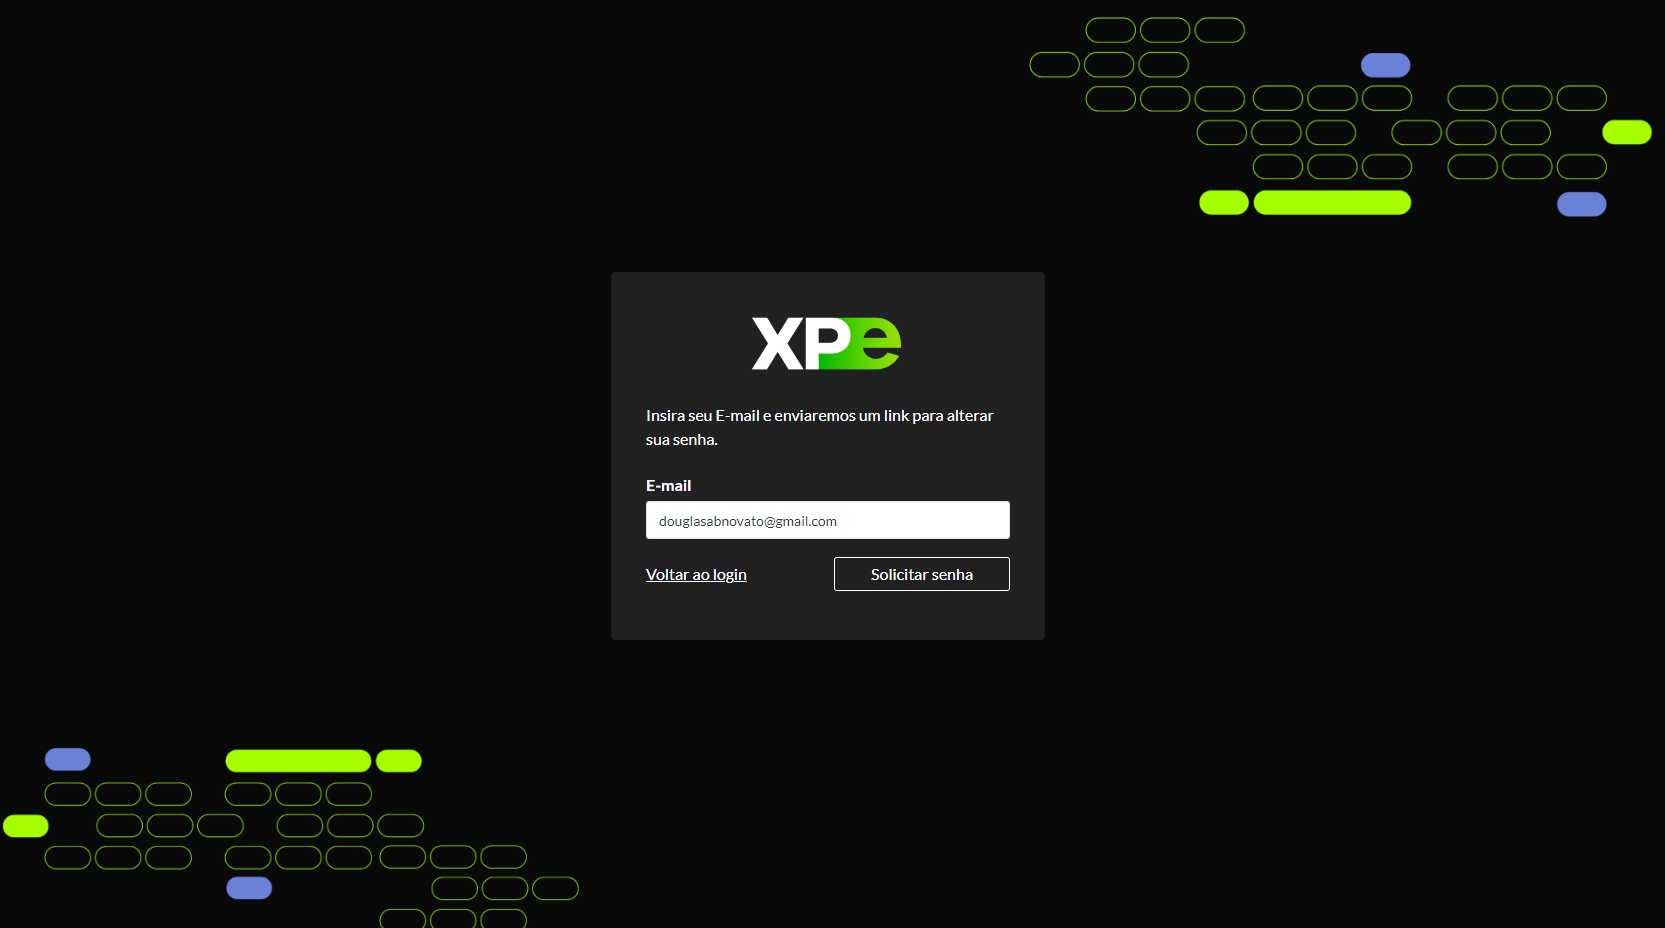 XPe
Insira seu E-mail e enviaremos um link para alterar
sua senha.
E-mail
douglasabnovato@gmail.com
Voltar ao login
Solicitar senha